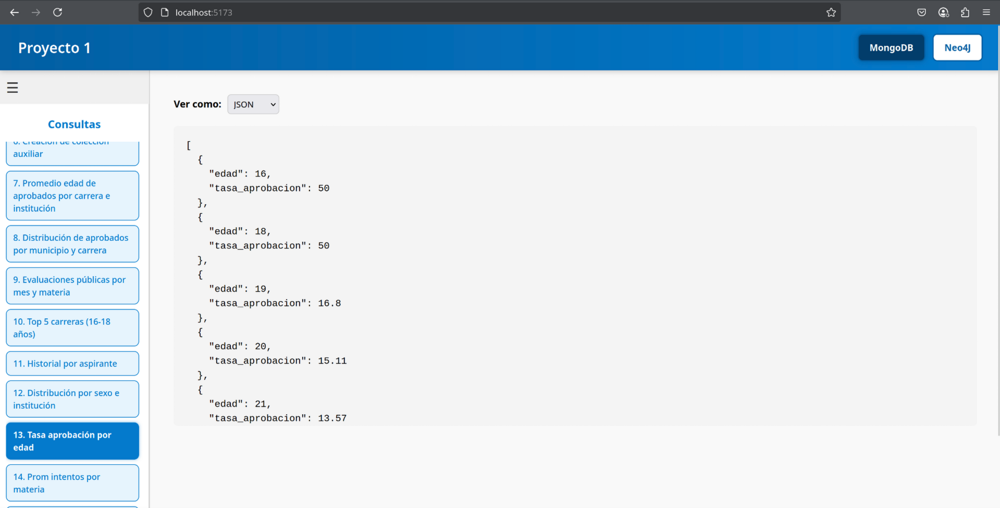 localhost:5173
Proyecto 1
MongoDB
Neo4J
Consultas
6. Creación de colección
auxiliar
7. Promedio edad de
aprobados por carrera e
institución
8. Distribución de aprobados
por municipio y carrera
9. Evaluaciones públicas por
mes y materia
10. Top 5 carreras (16-18
años)
11. Historial por aspirante
12. Distribución por sexo e
institución
13. Tasa aprobación por
edad
14. Prom intentos por
materia
Ver como:
JSON
[
{
"edad": 16,
"tasa_aprobacion": 50
},
{
"edad": 18,
"tasa_aprobacion": 50
},
{
"edad": 19,
"tasa_aprobacion": 16.8
},
{
"edad": 20,
"tasa_aprobacion": 15.11
},
{
"edad": 21,
"tasa_aprobacion": 13.57